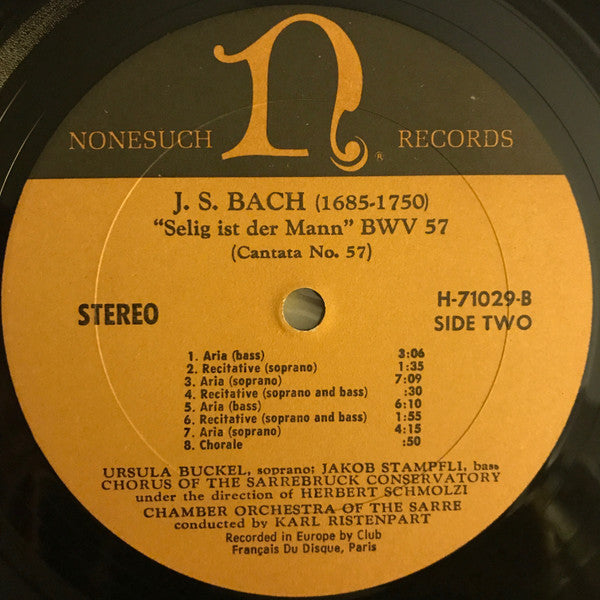 n
NONESUCH RECORDS
®
J. S. BACH (1685-1750)
"Selig ist der Mann" BWV 57
(Cantata No. 57)
STEREO
H-71029-B
SIDE TWO
1. Aria (bass) 3:06
2. Recitative (soprano) 1:35
3. Aria (soprano) 7:09
4. Recitative (soprano and bass) :30
5. Aria (bass) 6:10
6. Recitative (soprano and bass) 1:55
7. Aria (soprano) 4:15
8. Chorale :50
URSULA BUCKEL, soprano; JAKOB STAMPFLI, bass
CHORUS OF THE SARREBRUCK CONSERVATORY
under the direction of HERBERT SCHMOLZI
CHAMBER ORCHESTRA OF THE SARRE
conducted by KARL RISTENPART
Recorded in Europe by Club
Français Du Disque, Paris